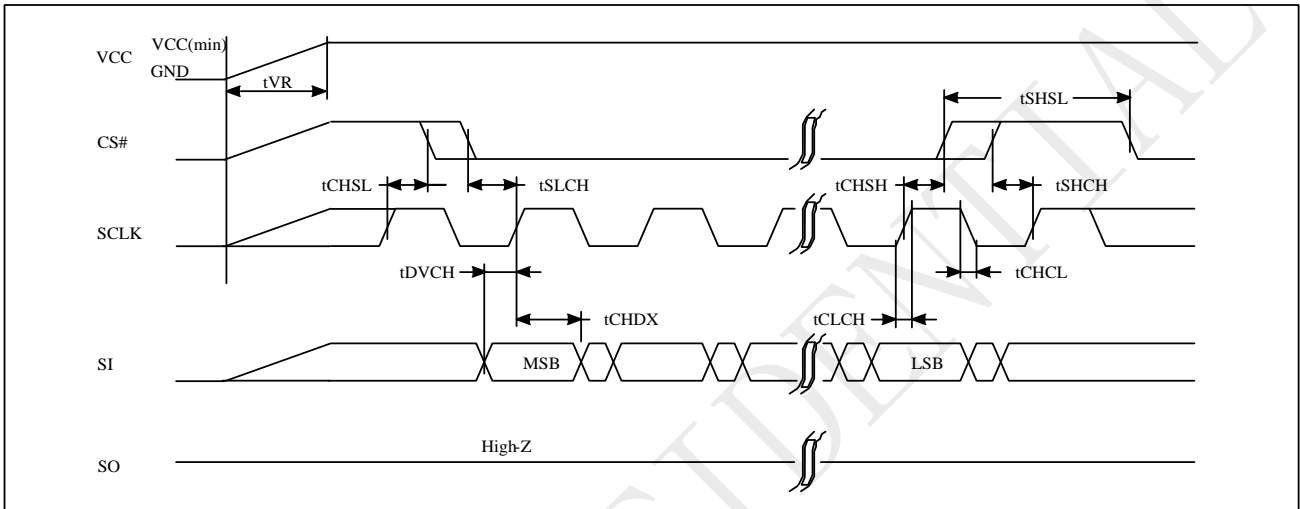 VCC
VCC(min)
GND
tVR
tSHSL
CS#
tCHSL
tSLCH
tCHSH
tSHCH
SCLK
tDVCH
tCHCL
tCHDX
tCLCH
SI
MSB
LSB
High-Z
SO
IDENTIAL